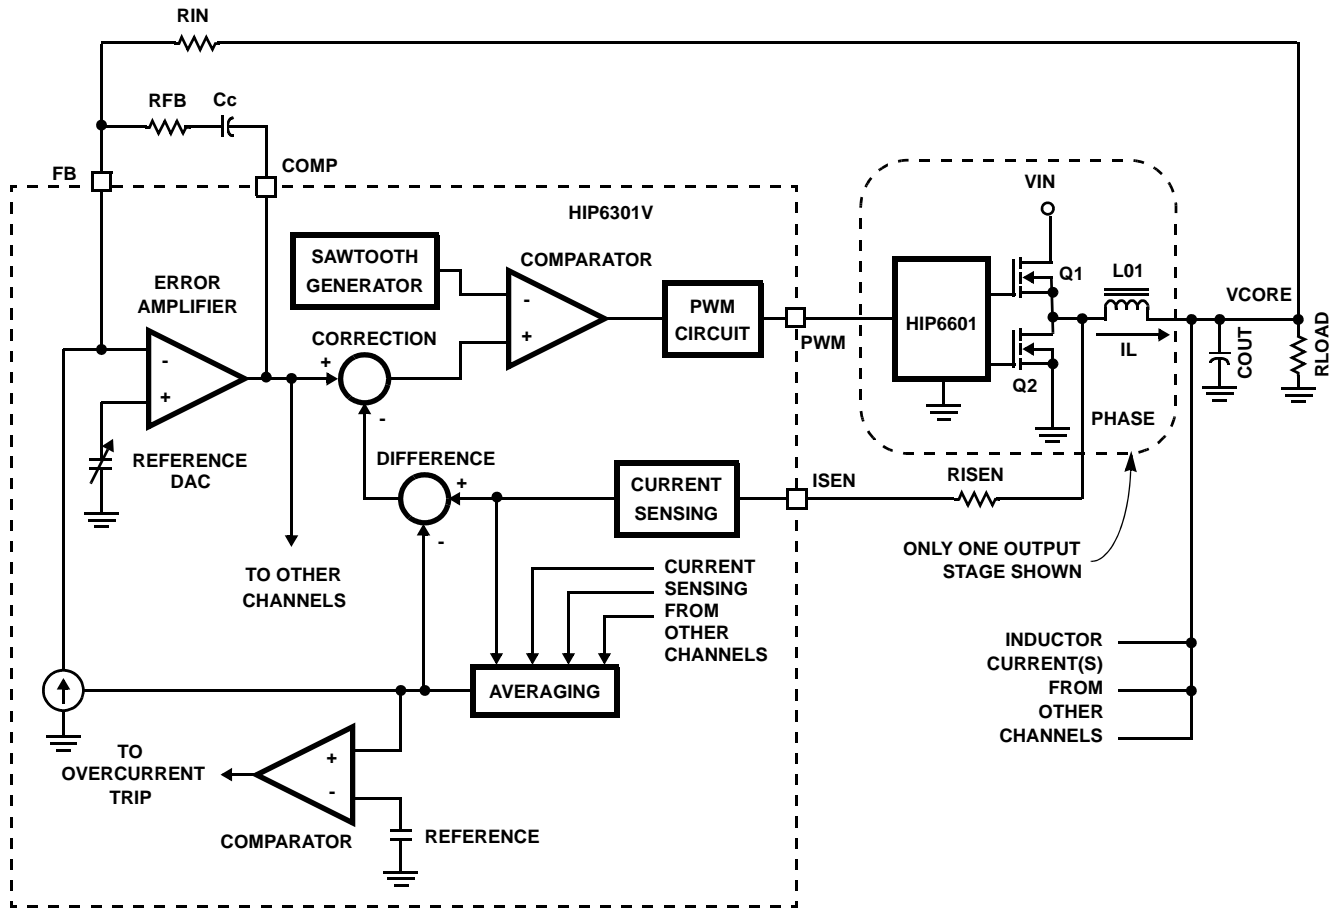 RIN
RFB
Cc
FB
COMP
HIP6301V
VIN
SAWTOOTH
GENERATOR
COMPARATOR
-
+
ERROR
AMPLIFIER
-
+
CORRECTION
+
-
PWM
CIRCUIT
PWM
HIP6601
Q1
Q2
L01
IL
VCORE
COUT
RLOAD
PHASE
REFERENCE
DAC
DIFFERENCE
+
-
CURRENT
SENSING
ISEN
RISEN
ONLY ONE OUTPUT
STAGE SHOWN
TO OTHER
CHANNELS
CURRENT
SENSING
FROM
OTHER
CHANNELS
INDUCTOR
CURRENT(S)
FROM
OTHER
CHANNELS
AVERAGING
TO
OVERCURRENT
TRIP
+
-
COMPARATOR
REFERENCE